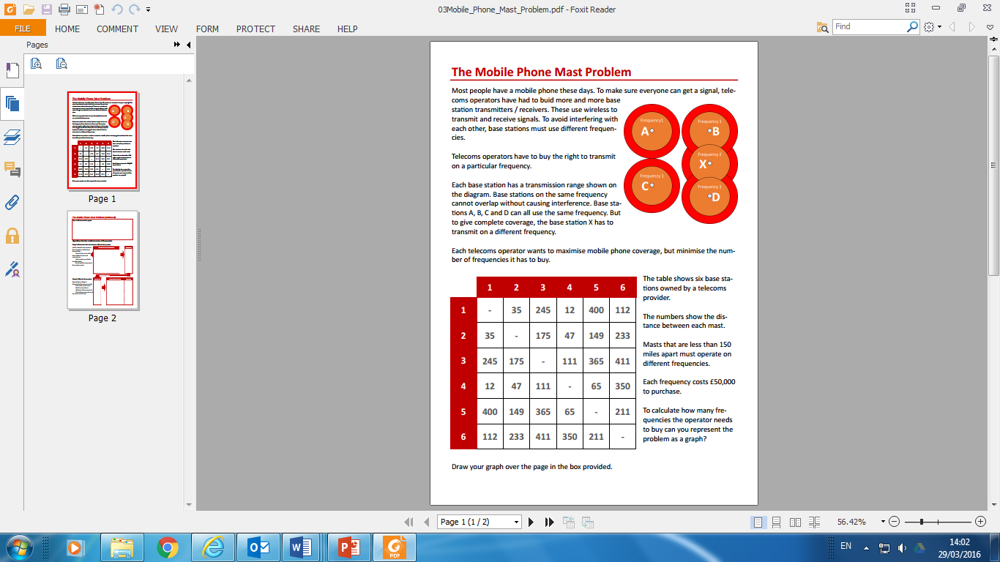 03Mobile_Phone_Mast_Problem.pdf - Foxit Reader
FILE HOME COMMENT VIEW FORM PROTECT SHARE HELP
Find
Pages
Page 1
Page 2
The Mobile Phone Mast Problem
Most people have a mobile phone these days. To make sure everyone can get a signal, tele-
coms operators have had to buid more and more base
station transmitters / receivers. These use wireless to
transmit and receive signals. To avoid interfering with
each other, base stations must use different frequen-
cies.
Telecoms operators have to buy the right to transmit
on a particular frequency.
Each base station has a transmission range shown on
the diagram. Base stations on the same frequency
cannot overlap without causing interference. Base sta-
tions A, B, C and D can all use the same frequency. But
to give complete coverage, the base station X has to
transmit on a different frequency.
Frequency1
A
Frequency 1
B
Frequency 2
X
Frequency 1
C
Frequency 1
D
Each telecoms operator wants to maximise mobile phone coverage, but minimise the num-
ber of frequencies it has to buy.
1 2 3 4 5 6
1 - 35 245 12 400 112
2 35 - 175 47 149 233
3 245 175 - 111 365 411
4 12 47 111 - 65 350
5 400 149 365 65 - 211
6 112 233 411 350 211 -
The table shows six base sta-
tions owned by a telecoms
provider.
The numbers show the dis-
tance between each mast.
Masts that are less than 150
miles apart must operate on
different frequencies.
Each frequency costs £50,000
to purchase.
To calculate how many fre-
quencies the operator needs
to buy can you represent the
problem as a graph?
Draw your graph over the page in the box provided.
Page 1 (1 / 2)
56.42%
EN
14:02
29/03/2016